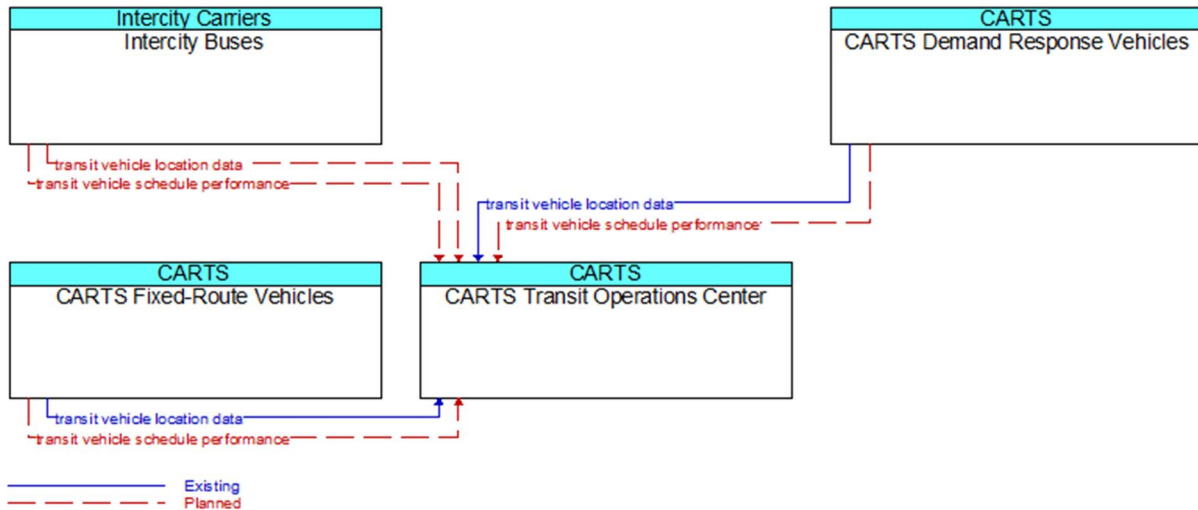 Intercity Carriers
Intercity Buses
CARTS
CARTS Demand Response Vehicles
transit vehicle location data
transit vehicle schedule performance
transit vehicle location data
transit vehicle schedule performance
CARTS
CARTS Fixed-Route Vehicles
CARTS
CARTS Transit Operations Center
transit vehicle location data
transit vehicle schedule performance
Existing
Planned